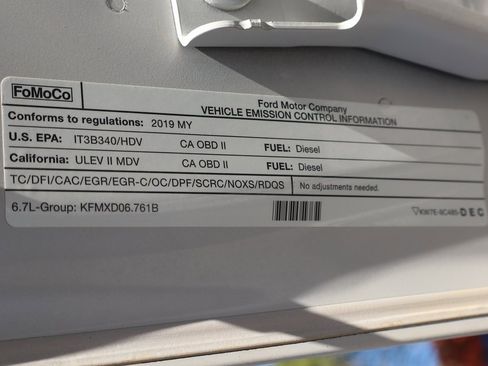 FoMoCo
Ford Motor Company
VEHICLE EMISSION CONTROL INFORMATION
Conforms to regulations: 2019 MY
U.S. EPA: IT3B340/HDV CA OBD II FUEL: Diesel
California: ULEV II MDV CA OBD II FUEL: Diesel
TC/DFI/CAC/EGR/EGR-C/OC/DPF/SCRC/NOXS/RDQS No adjustments needed.
6.7L-Group: KFMXD06.761B DEC